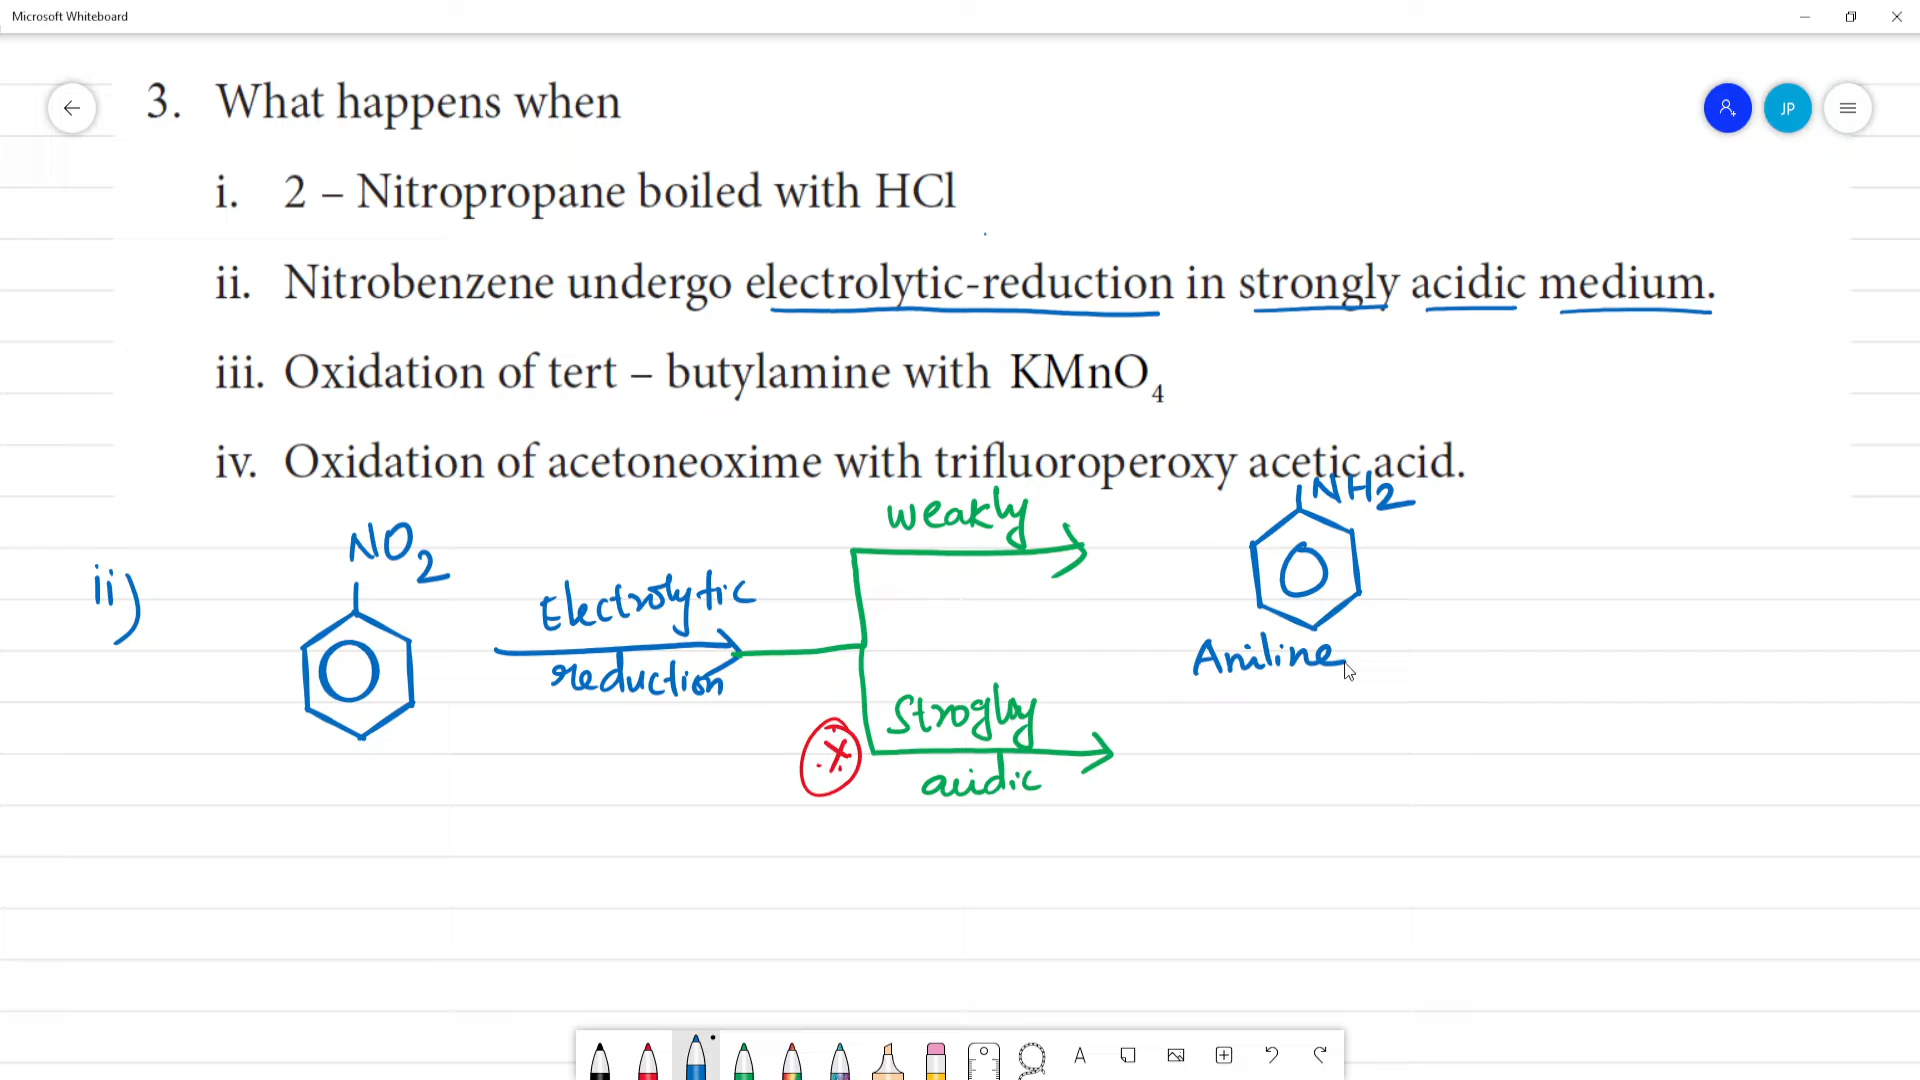 Microsoft Whiteboard
JP
3. What happens when
i. 2 – Nitropropane boiled with HCl
ii. Nitrobenzene undergo electrolytic-reduction in strongly acidic medium.
iii. Oxidation of tert – butylamine with KMnO₄
iv. Oxidation of acetoneoxime with trifluoroperoxy acetic acid.
ii)
NO2
Electrolytic
reduction
weakly
Strogly
acidic
NH2
Aniline
A